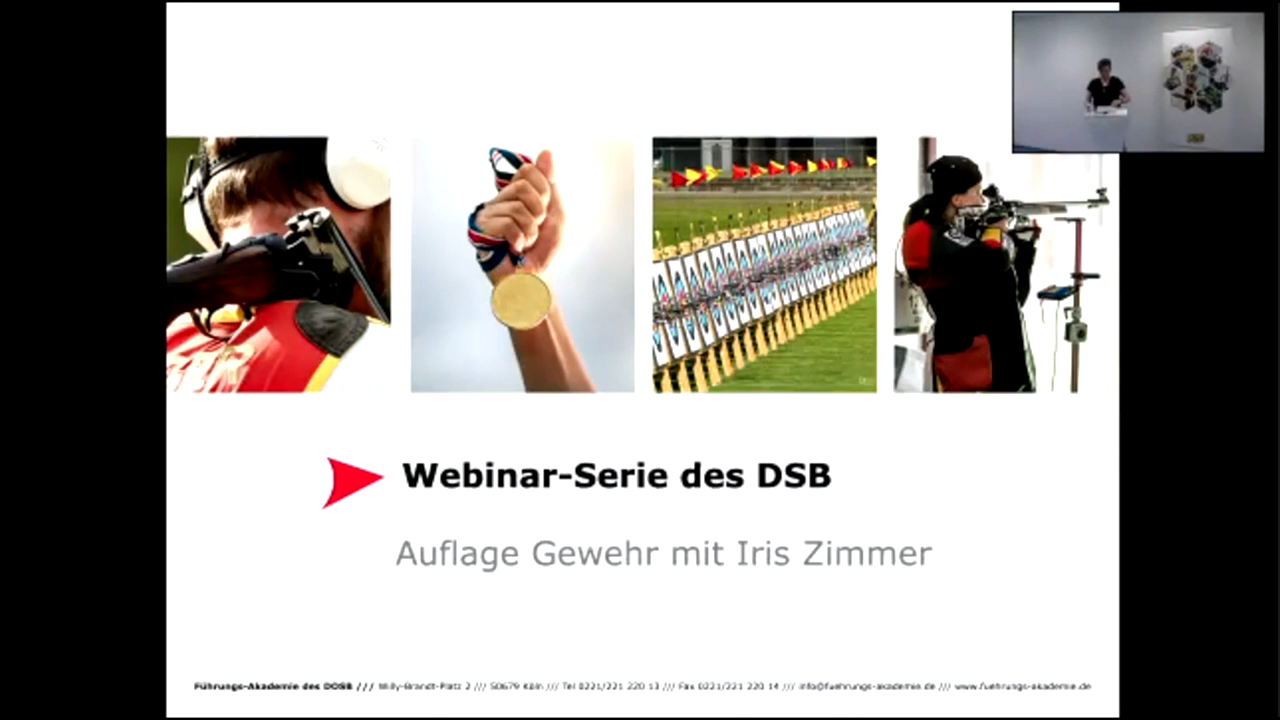 Webinar-Serie des DSB
Auflage Gewehr mit Iris Zimmer
Führungs-Akademie des DOSB /// Willy-Brandt-Platz 2 /// 50679 Köln /// Tel 0221/221 220 13 /// Fax 0221/221 220 14 /// info@fuehrungs-akademie.de /// www.fuehrungs-akademie.de